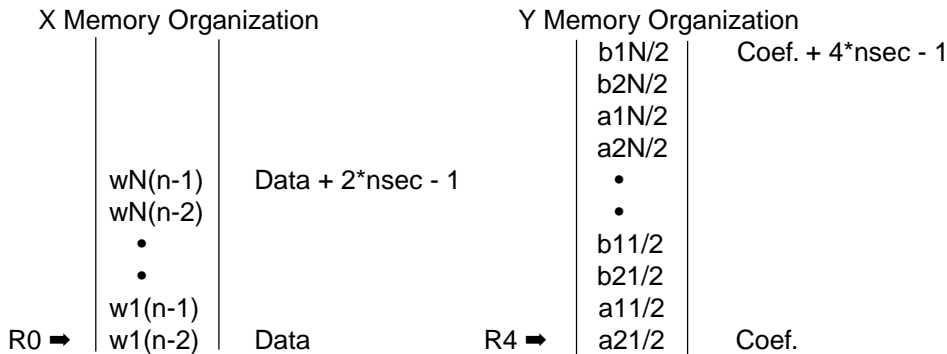 X Memory Organization
Y Memory Organization
b1N/2 Coef. + 4*nsec - 1
b2N/2
a1N/2
a2N/2
wN(n-1) Data + 2*nsec - 1 •
wN(n-2) •
• b11/2
• b21/2
w1(n-1) a11/2
R0 ➡ w1(n-2) Data R4 ➡ a21/2 Coef.